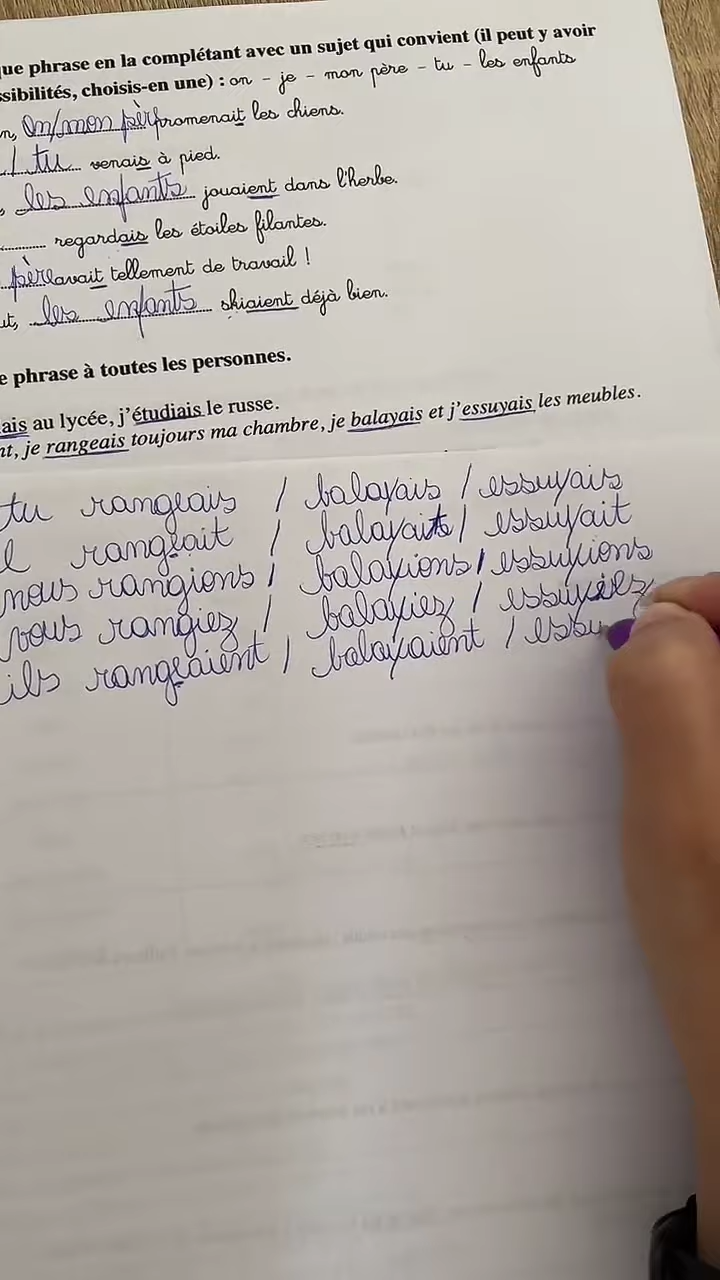 ue phrase en la complétant avec un sujet qui convient (il peut y avoir
ssibilités, choisis-en une) : on - je - mon père - tu - les enfants
n, On/mon père promenait les chiens.
/ tu venais à pied.
, les enfants jouaient dans l'herbe.
regardais les étoiles filantes.
père avait tellement de travail !
ut, les enfants skiaient déjà bien.
e phrase à toutes les personnes.
ais au lycée, j'étudiais le russe.
nt, je rangeais toujours ma chambre, je balayais et j'essuyais les meubles.
tu rangeais / balayais / essuyais
l rangeait / balayait / essuyait
nous rangions / balayions / essuyions
vous rangiez / balayiez / essuyiez
ils rangeaient / balayaient / essu